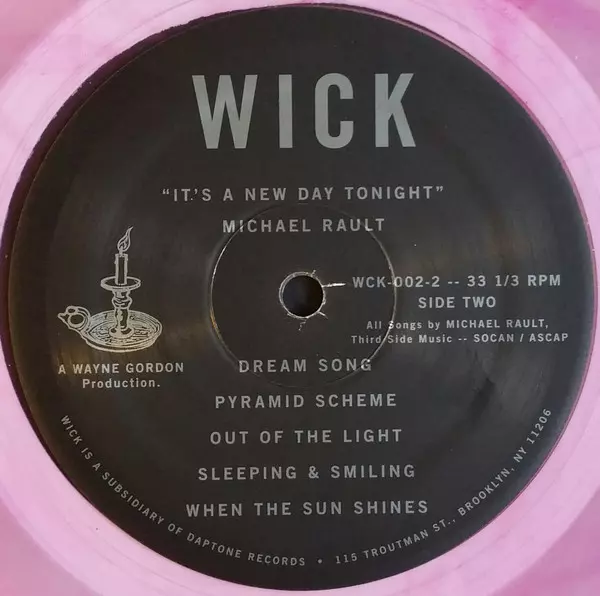 WICK
"IT'S A NEW DAY TONIGHT"
MICHAEL RAULT
WCK-002-2 -- 33 1/3 RPM
SIDE TWO
All Songs by MICHAEL RAULT,
Third Side Music -- SOCAN / ASCAP
A WAYNE GORDON
Production.
DREAM SONG
PYRAMID SCHEME
OUT OF THE LIGHT
SLEEPING & SMILING
WHEN THE SUN SHINES
WICK IS A SUBSIDIARY OF DAPTONE RECORDS • 115 TROUTMAN ST., BROOKLYN, NY 11206